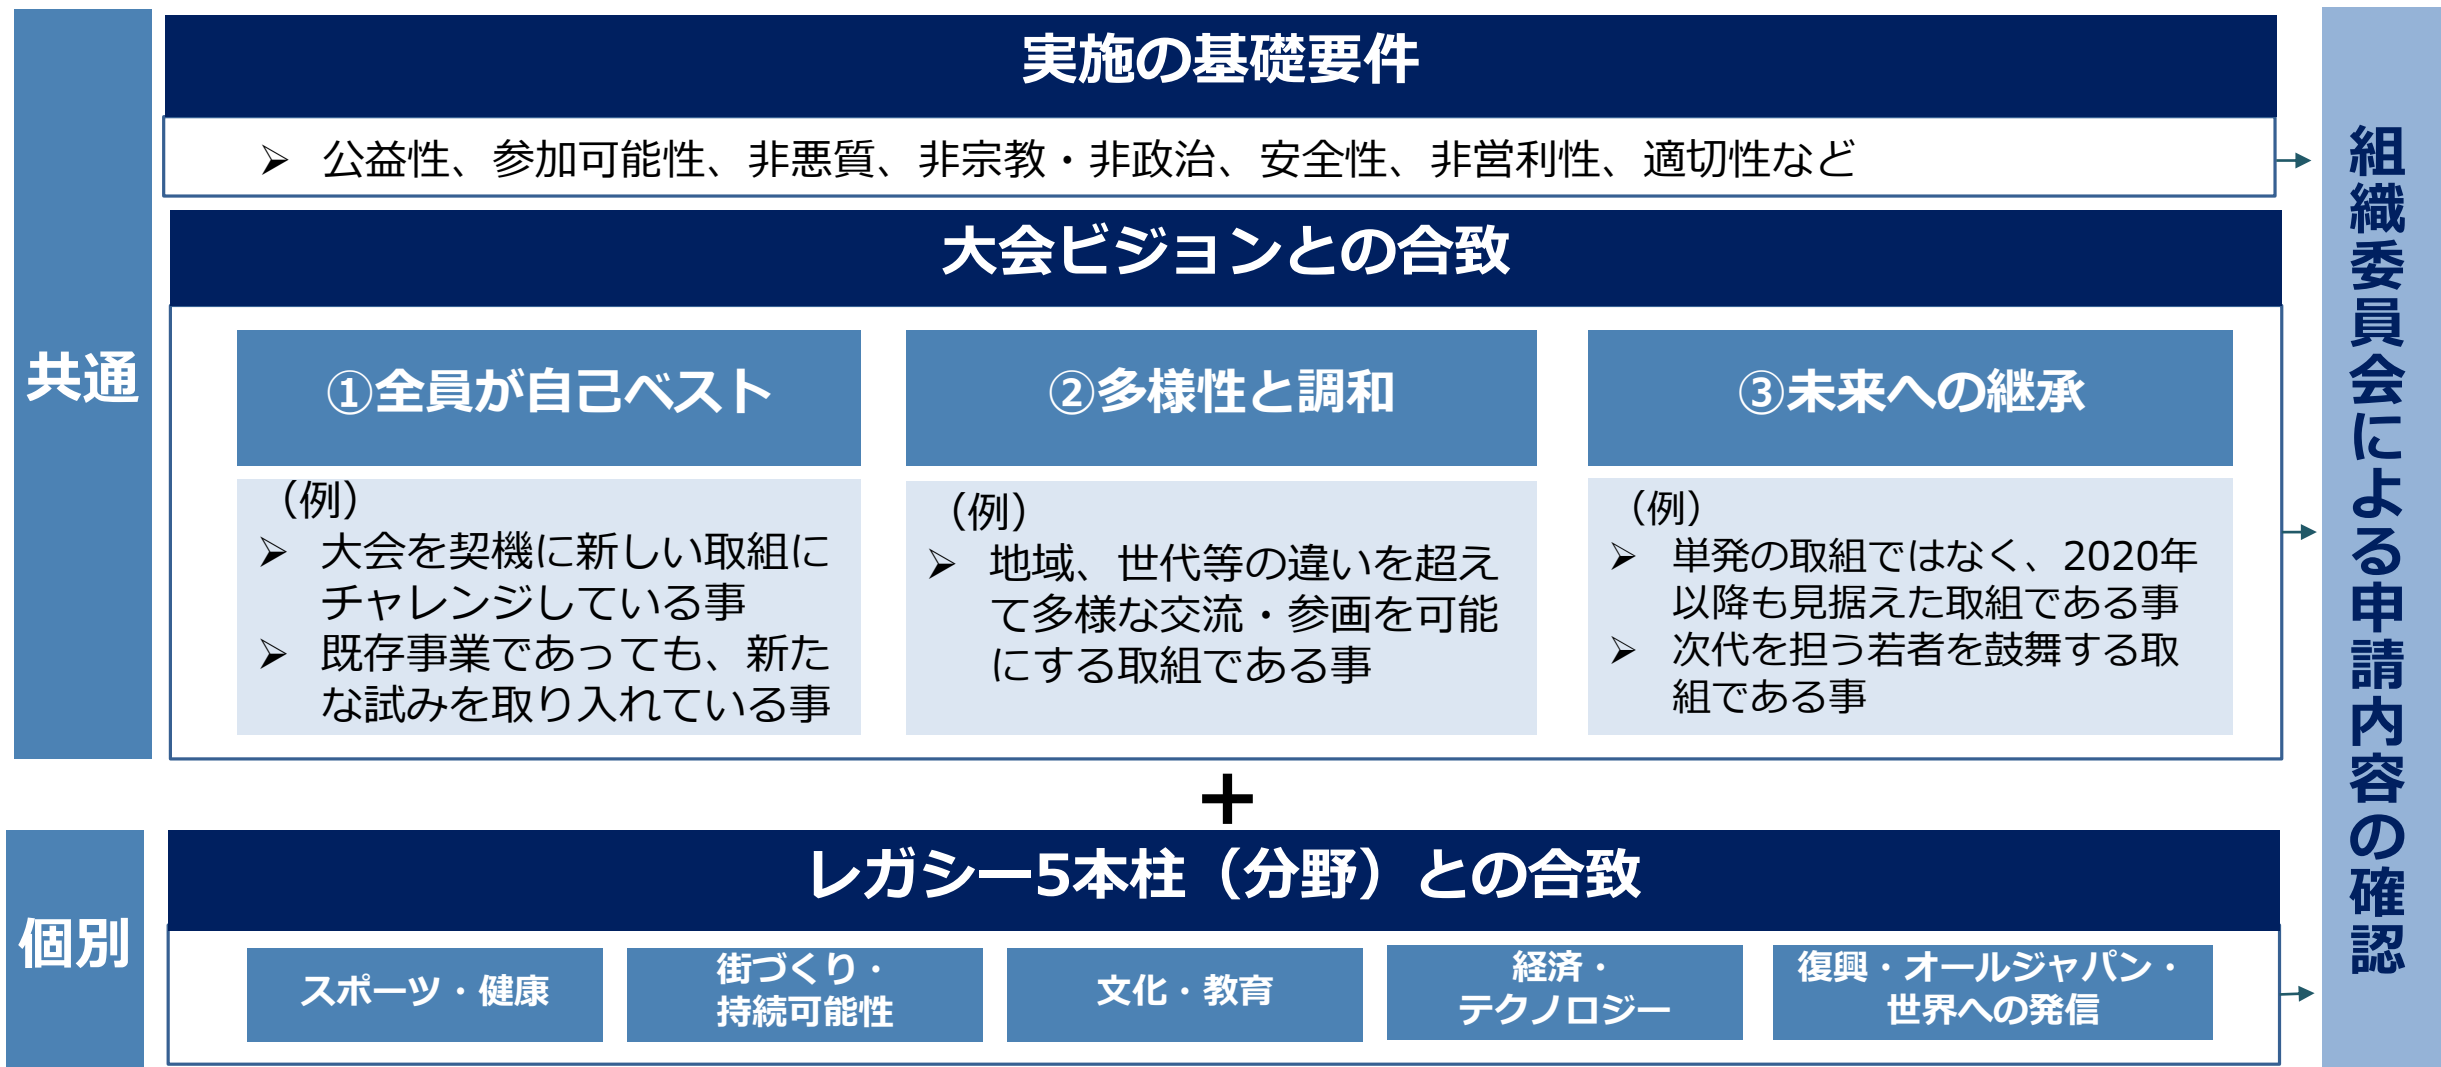 実施の基礎要件
➢ 公益性、参加可能性、非悪質、非宗教・非政治、安全性、非営利性、適切性など
大会ビジョンとの合致
共通
①全員が自己ベスト
（例）
➢ 大会を契機に新しい取組に
チャレンジしている事
➢ 既存事業であっても、新た
な試みを取り入れている事
②多様性と調和
（例）
➢ 地域、世代等の違いを超え
て多様な交流・参画を可能
にする取組である事
③未来への継承
（例）
➢ 単発の取組ではなく、2020年
以降も見据えた取組である事
➢ 次代を担う若者を鼓舞する取
組である事
＋
個別
レガシー5本柱（分野）との合致
スポーツ・健康
街づくり・
持続可能性
文化・教育
経済・
テクノロジー
復興・オールジャパン・
世界への発信
組織委員会による申請内容の確認